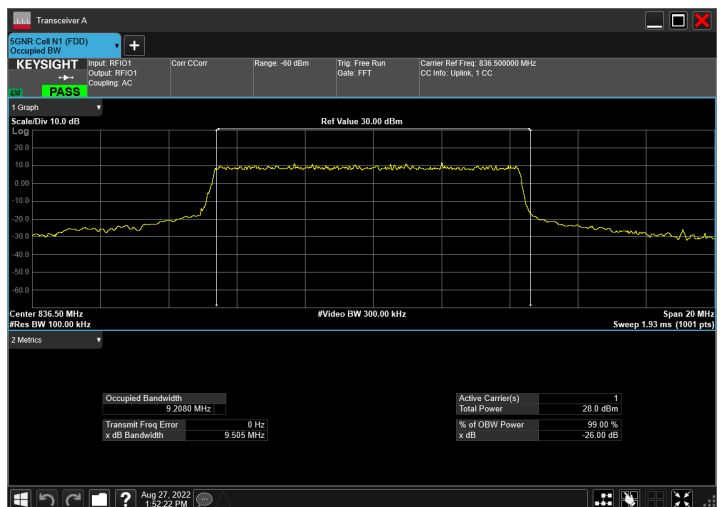 Transceiver A
5GNR Cell N1 (FDD)
Occupied BW
KEYSIGHT
Input: RFIO1
Output: RFIO1
Coupling: AC
Corr CCorr
Range: -60 dBm
Trig: Free Run
Gate: FFT
Carrier Ref Freq: 836.500000 MHz
CC Info: Uplink, 1 CC
LXI
PASS
1 Graph
Scale/Div 10.0 dB
Ref Value 30.00 dBm
Log
20.0
10.0
0.00
-10.0
-20.0
-30.0
-40.0
-50.0
-60.0
Center 836.50 MHz
#Video BW 300.00 kHz
Span 20 MHz
#Res BW 100.00 kHz
Sweep 1.93 ms (1001 pts)
2 Metrics
Occupied Bandwidth
9.2080 MHz
Transmit Freq Error 0 Hz
x dB Bandwidth 9.505 MHz
Active Carrier(s) 1
Total Power 28.0 dBm
% of OBW Power 99.00 %
x dB -26.00 dB
Aug 27, 2022
1:52:22 PM